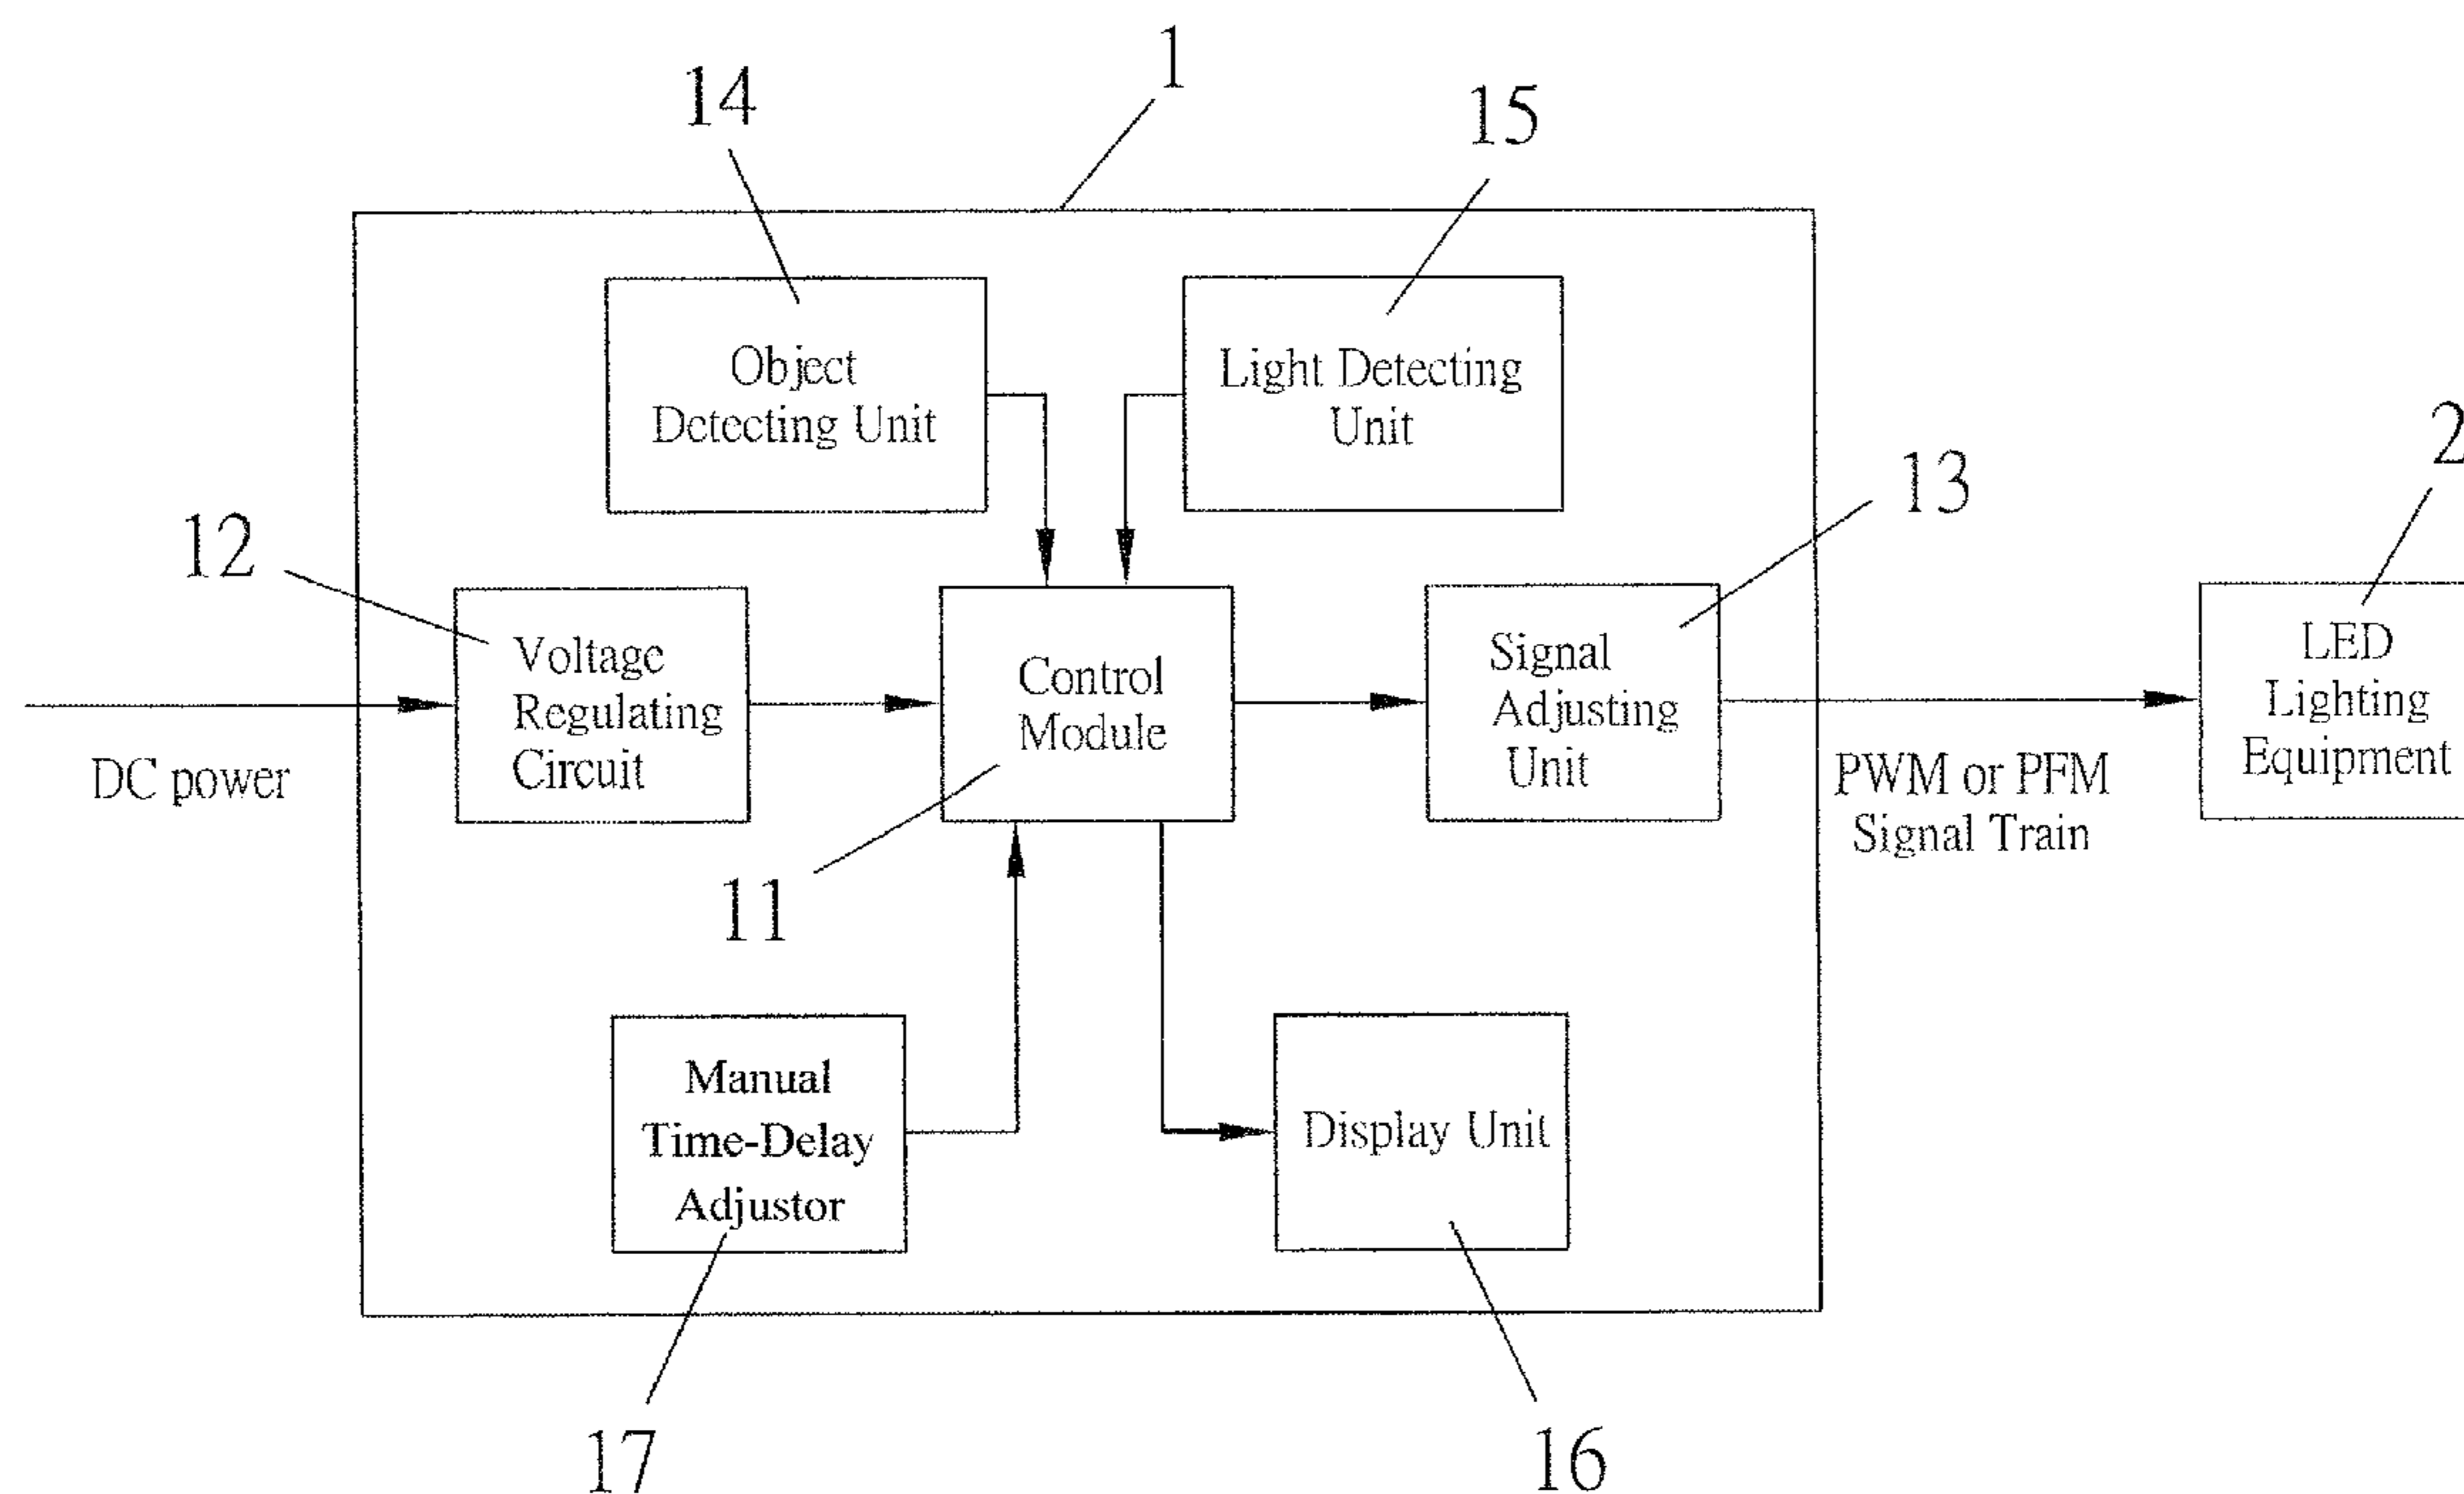 1
14
15
Object
Detecting Unit
Light Detecting
Unit
2
13
12
Voltage
Regulating
Circuit
Control
Module
Signal
Adjusting
Unit
LED
Lighting
Equipment
DC power
PWM or PFM
Signal Train
11
Manual
Time-Delay
Adjustor
Display Unit
17
16